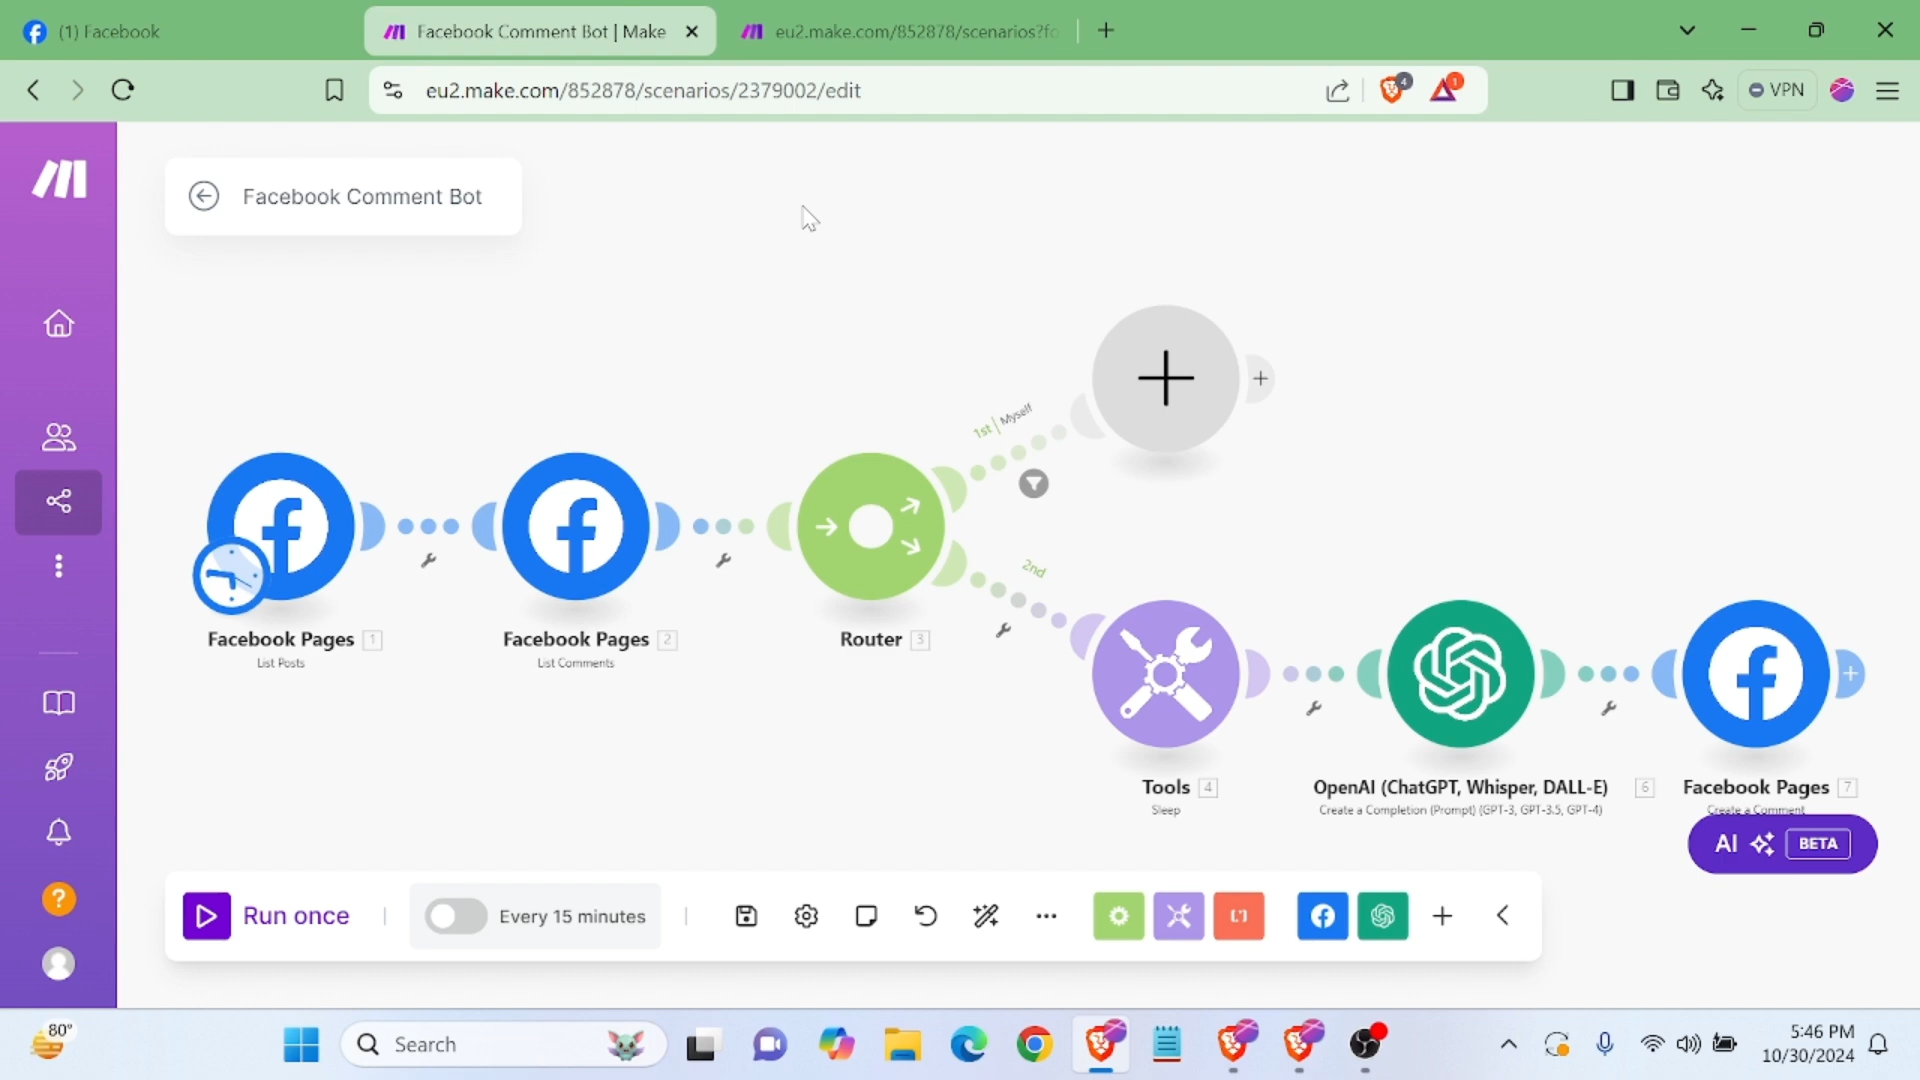 (1) Facebook
Facebook Comment Bot | Make
eu2.make.com/852878/scenarios?fo
eu2.make.com/852878/scenarios/2379002/edit
4
1
VPN
Facebook Comment Bot
1st | Myself
2nd
Facebook Pages 1
List Posts
Facebook Pages 2
List Comments
Router 3
Tools 4
Sleep
OpenAI (ChatGPT, Whisper, DALL-E) 6
Create a Completion (Prompt) (GPT-3, GPT-3.5, GPT-4)
Facebook Pages 7
Create a Comment
AI BETA
Run once
Every 15 minutes
80°
Search
5:46 PM
10/30/2024